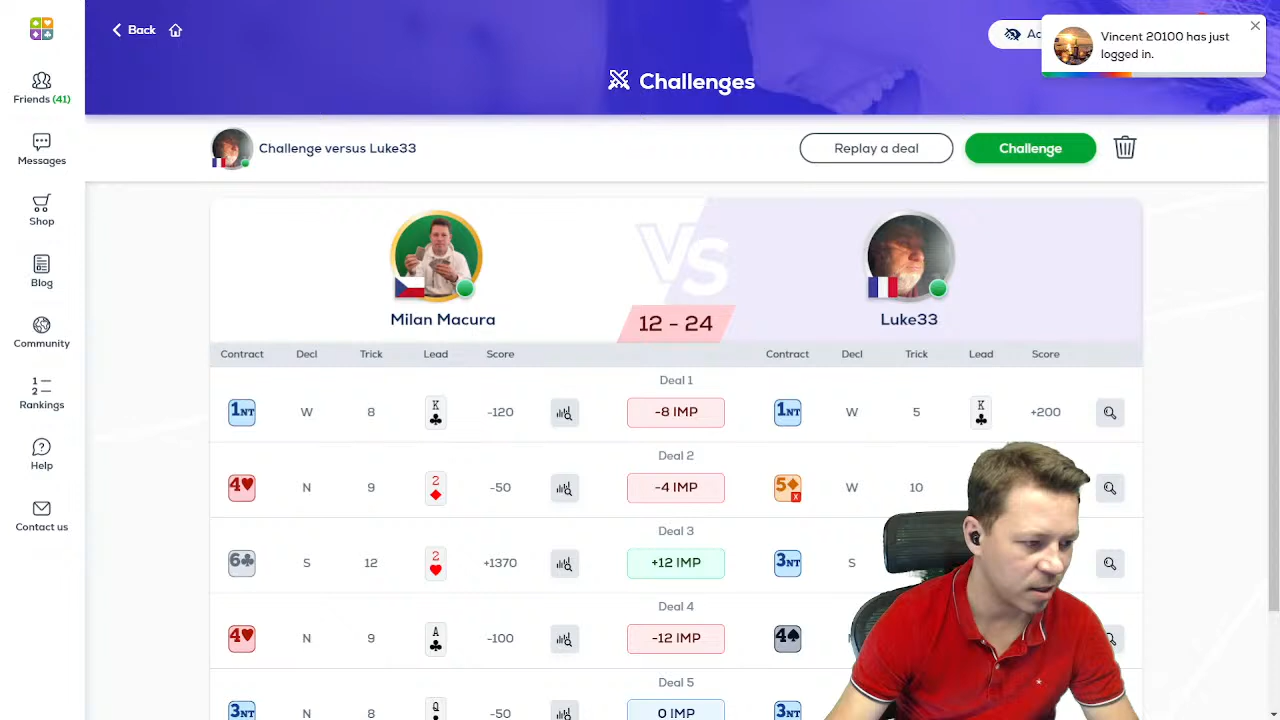 Back
Ac
Vincent 20100 has just
logged in.
Friends (41)
Challenges
Messages
Challenge versus Luke33
Replay a deal
Challenge
Shop
VS
Blog
Milan Macura
12 - 24
Luke33
Community
Contract Decl Trick Lead Score Contract Decl Trick Lead Score
Deal 1
1NT W 8 K♣ -120 -8 IMP 1NT W 5 K♣ +200
1
2
Rankings
Deal 2
Help
4♥ N 9 2♦ -50 -4 IMP 5♦ X W 10
Contact us
Deal 3
6♣ S 12 2♥ +1370 +12 IMP 3NT S
Deal 4
4♥ N 9 A♣ -100 -12 IMP 4♠
Deal 5
3NT N 8 Q -50 0 IMP 3NT